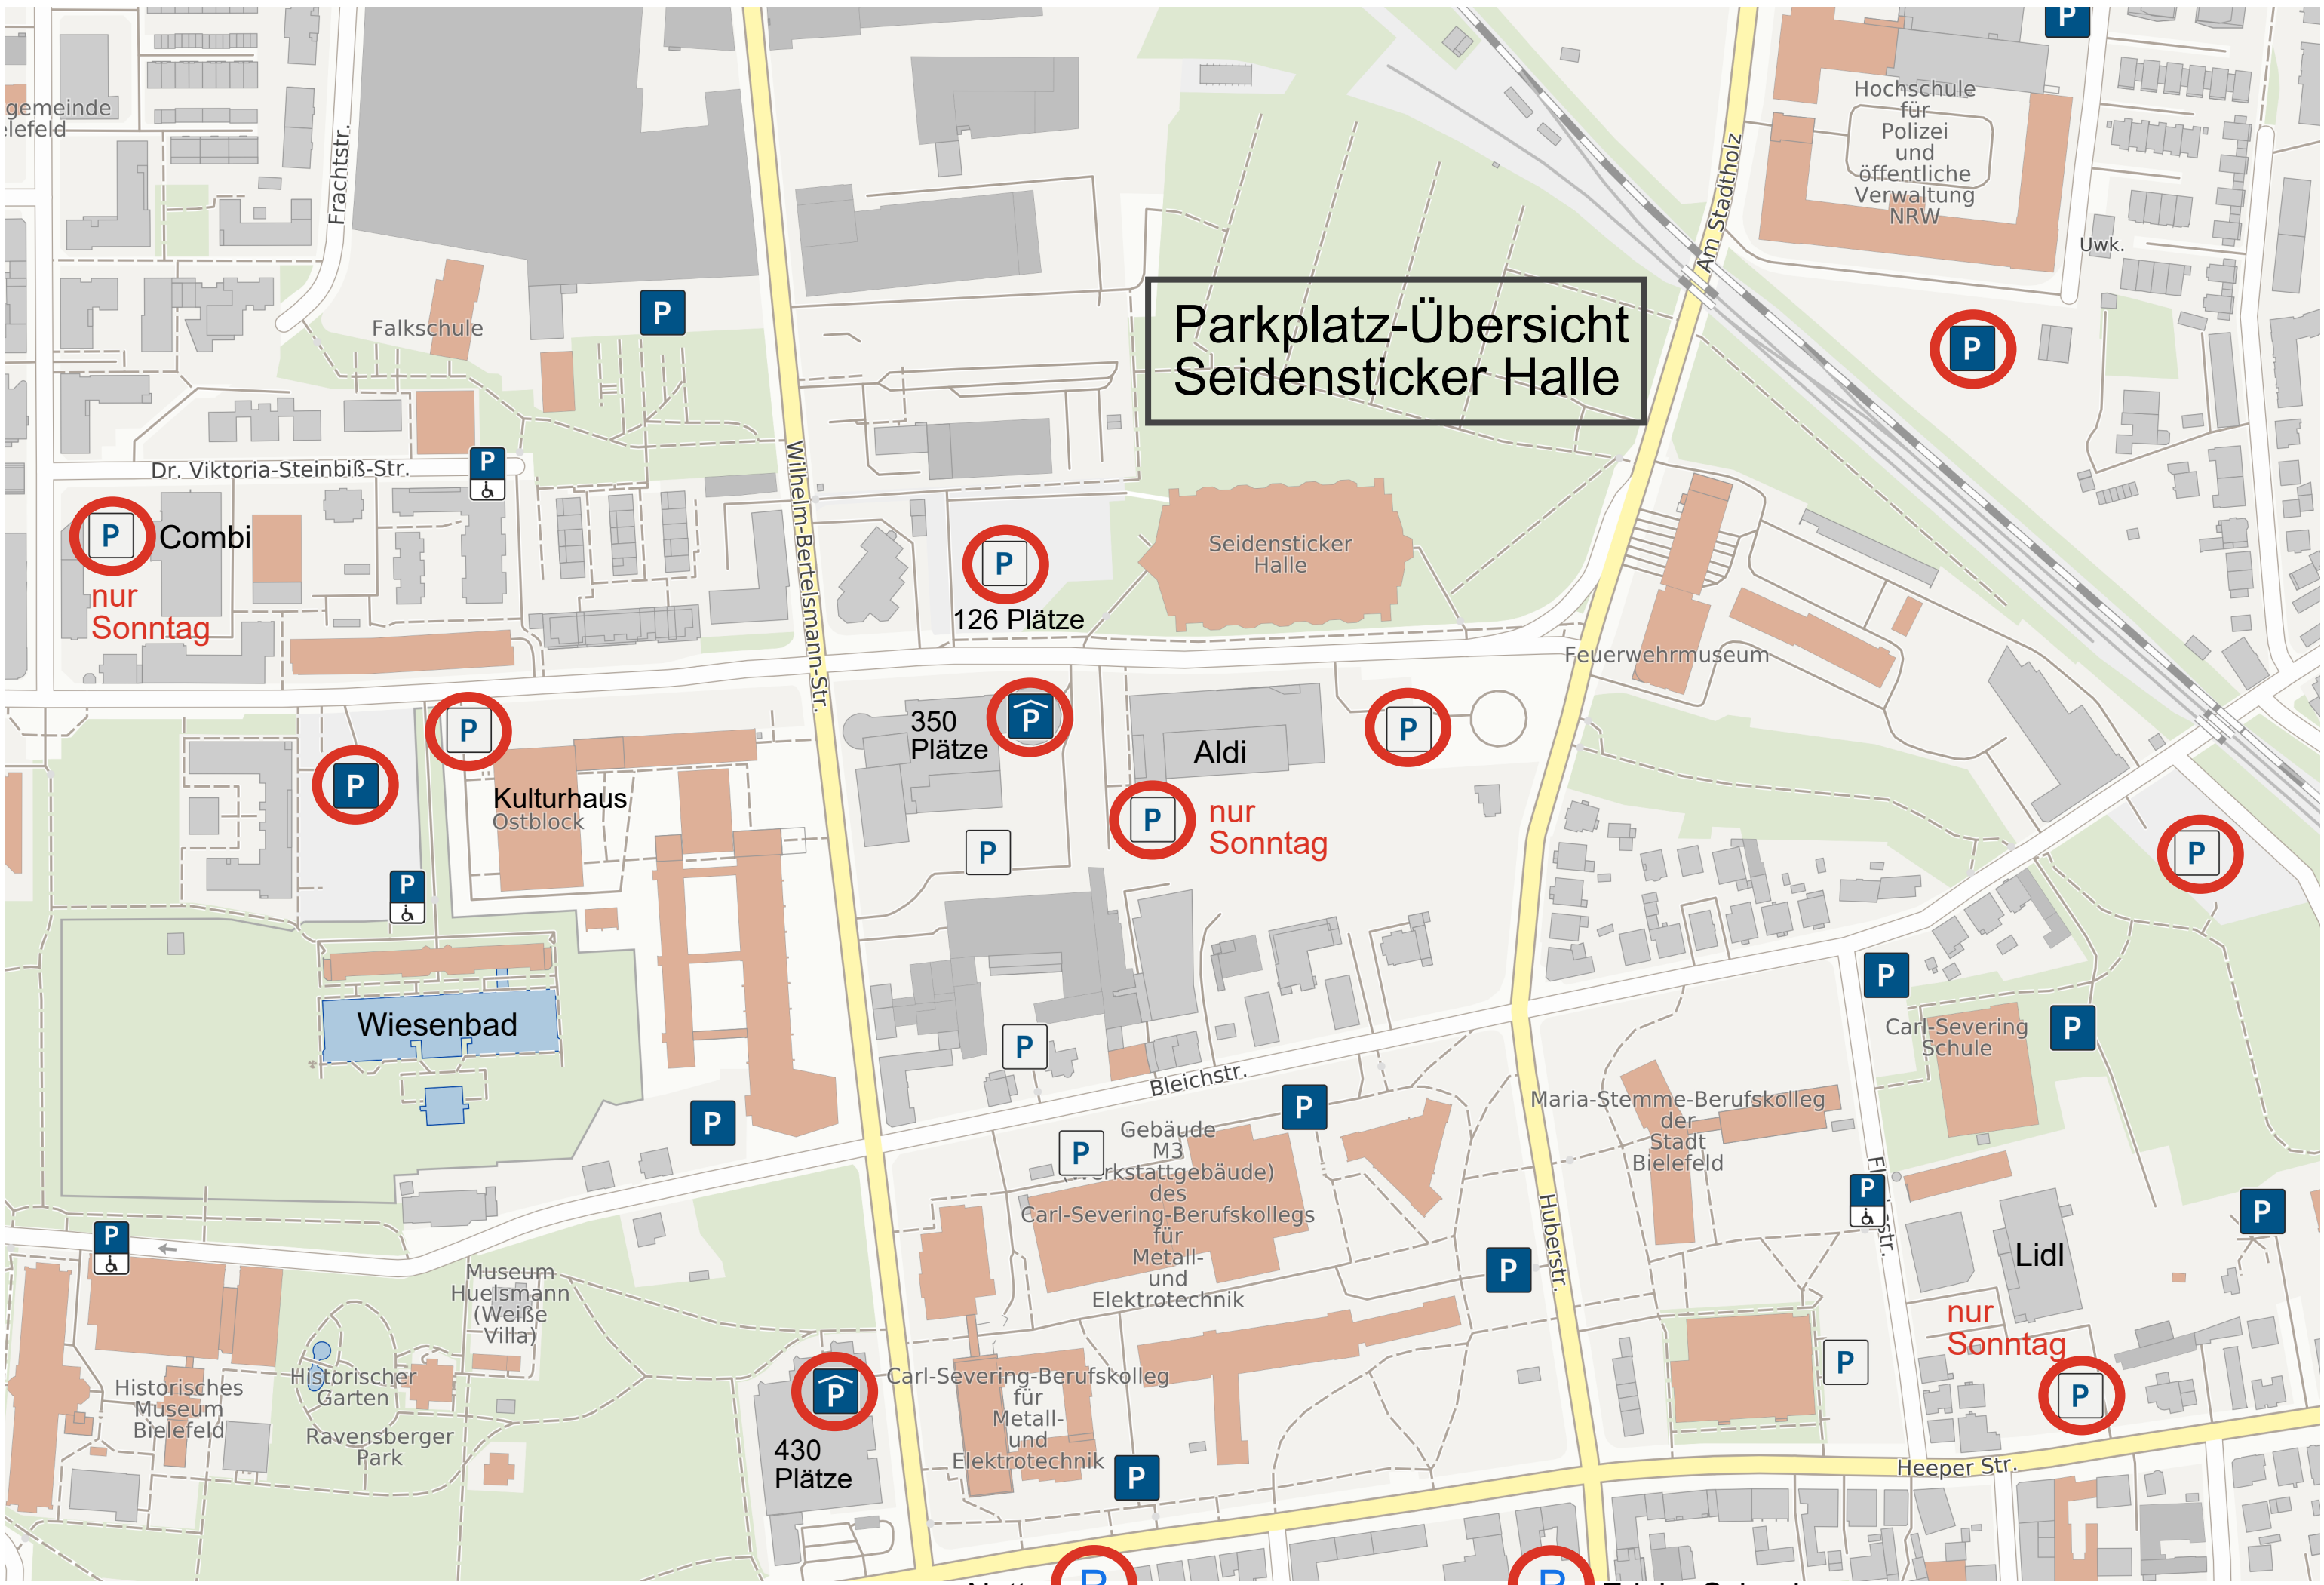 P
gemeinde
elefeld
Frachtstr.
Hochschule
für
Polizei
und
öffentliche
Verwaltung
NRW
Am Stadtholz
Uwk.
Parkplatz-Übersicht
Seidensticker Halle
P
Falkschule
P
Dr. Viktoria-Steinbiß-Str.
P
Wilhelm-Bertelsmann-Str.
P
Combi
nur
Sonntag
P
126 Plätze
Seidensticker
Halle
Feuerwehrmuseum
P
P
350
Plätze
P
Aldi
P
P
nur
Sonntag
Kulturhaus
Ostblock
P
P
P
P
Wiesenbad
P
Carl-Severing
Schule
P
P
Bleichstr.
P
P
P
Gebäude
M3
des
Carl-Severing-Berufskollegs
für
Metall-
und
Elektrotechnik
Maria-Stemme-Berufskolleg
der
Stadt
Bielefeld
P
P
P
Huberstr.
P
Lidl
nur
Sonntag
P
Museum
Huelsmann
(Weiße
Villa)
Historisches
Museum
Bielefeld
Historischer
Garten
Ravensberger
Park
P
430
Plätze
Carl-Severing-Berufskolleg
für
Metall-
und
Elektrotechnik
P
P
Heeper Str.